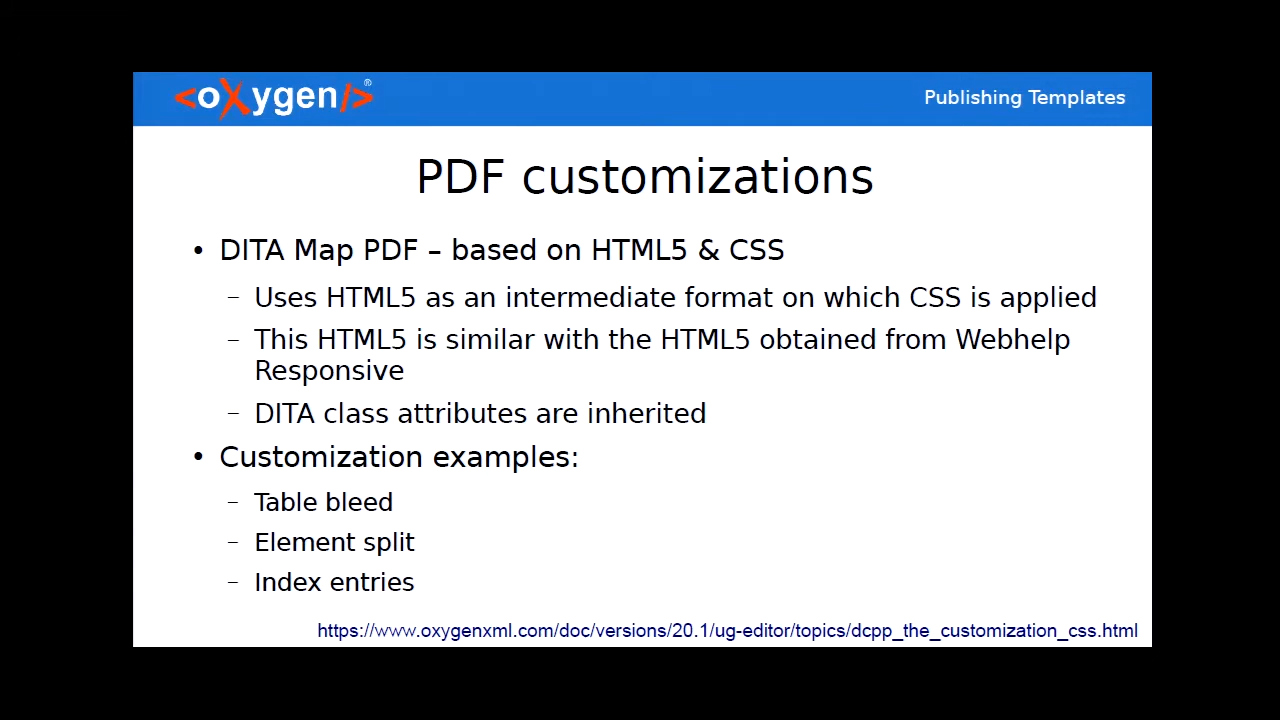 <oXygen/>®
Publishing Templates
PDF customizations
• DITA Map PDF – based on HTML5 & CSS
– Uses HTML5 as an intermediate format on which CSS is applied
– This HTML5 is similar with the HTML5 obtained from Webhelp
Responsive
– DITA class attributes are inherited
• Customization examples:
– Table bleed
– Element split
– Index entries
https://www.oxygenxml.com/doc/versions/20.1/ug-editor/topics/dcpp_the_customization_css.html